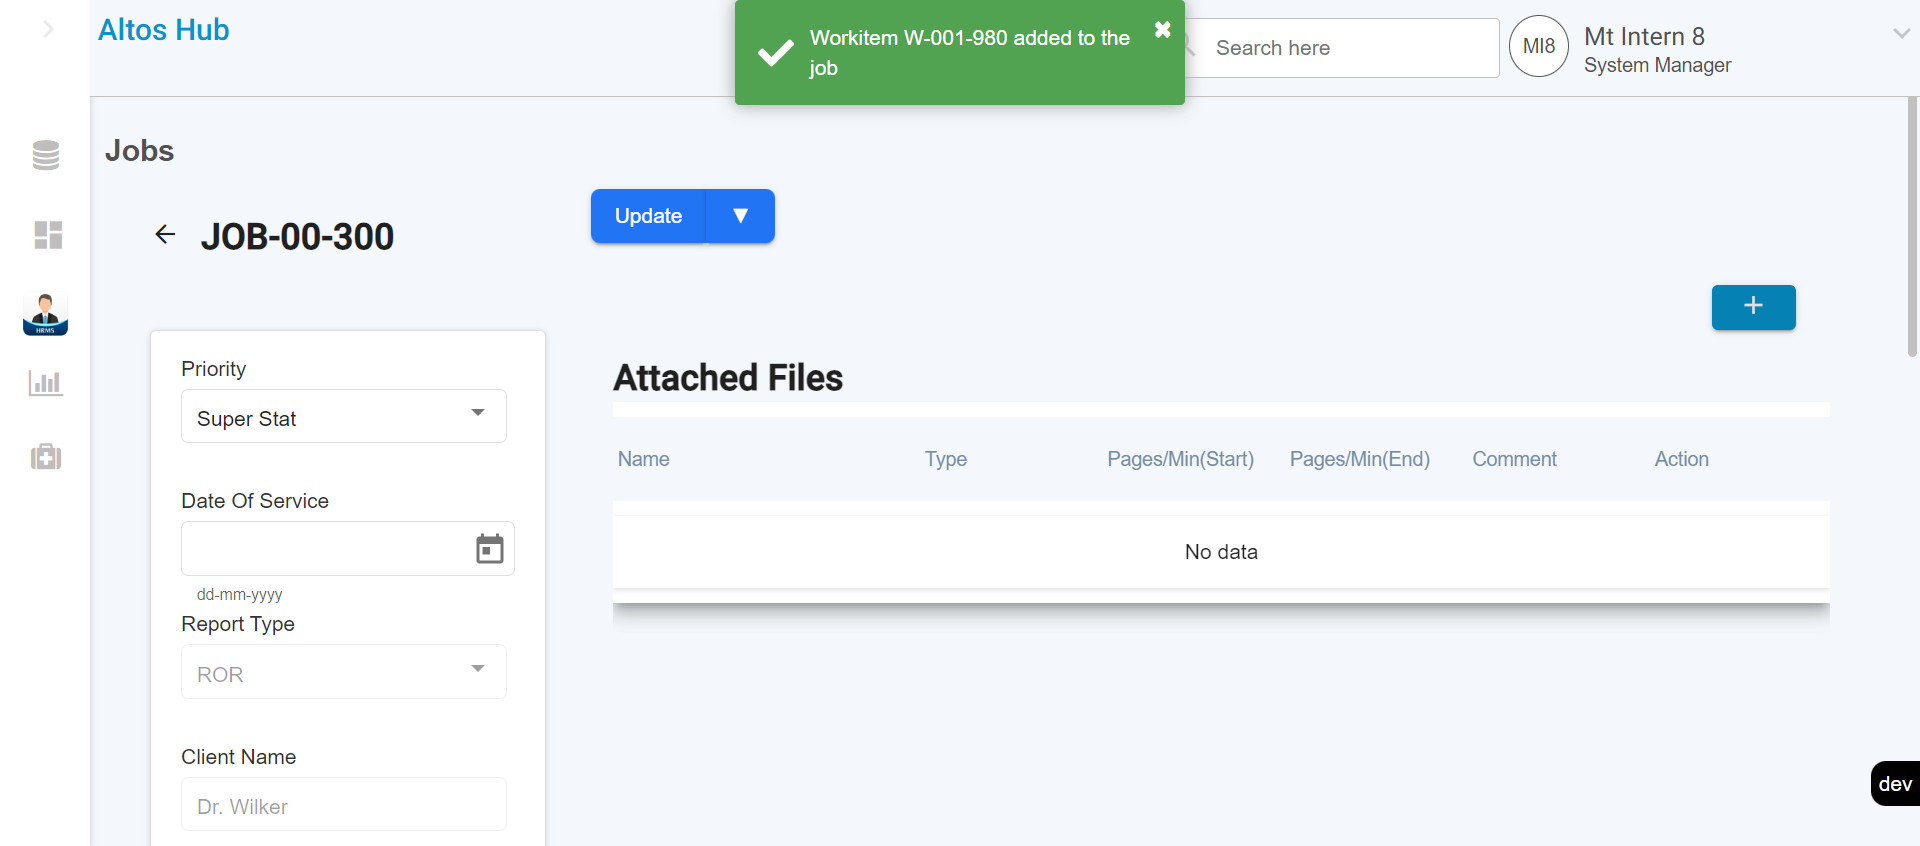 Altos Hub
Workitem W-001-980 added to the
job
Search here
MI8
Mt Intern 8
System Manager
Jobs
JOB-00-300
Update
HRMS
Priority
Super Stat
Date Of Service
dd-mm-yyyy
Report Type
ROR
Client Name
Dr. Wilker
Attached Files
Name Type Pages/Min(Start) Pages/Min(End) Comment Action
No data
dev